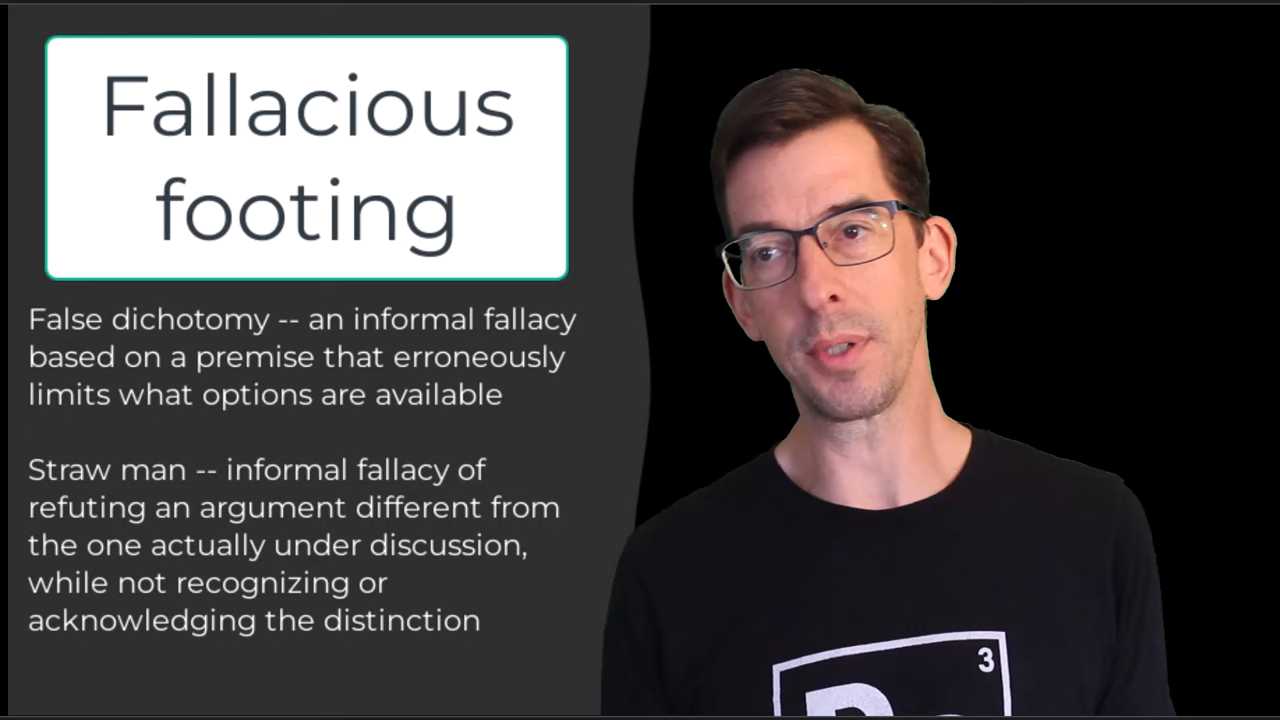 Fallacious
footing
False dichotomy -- an informal fallacy
based on a premise that erroneously
limits what options are available
Straw man -- informal fallacy of
refuting an argument different from
the one actually under discussion,
while not recognizing or
acknowledging the distinction
3